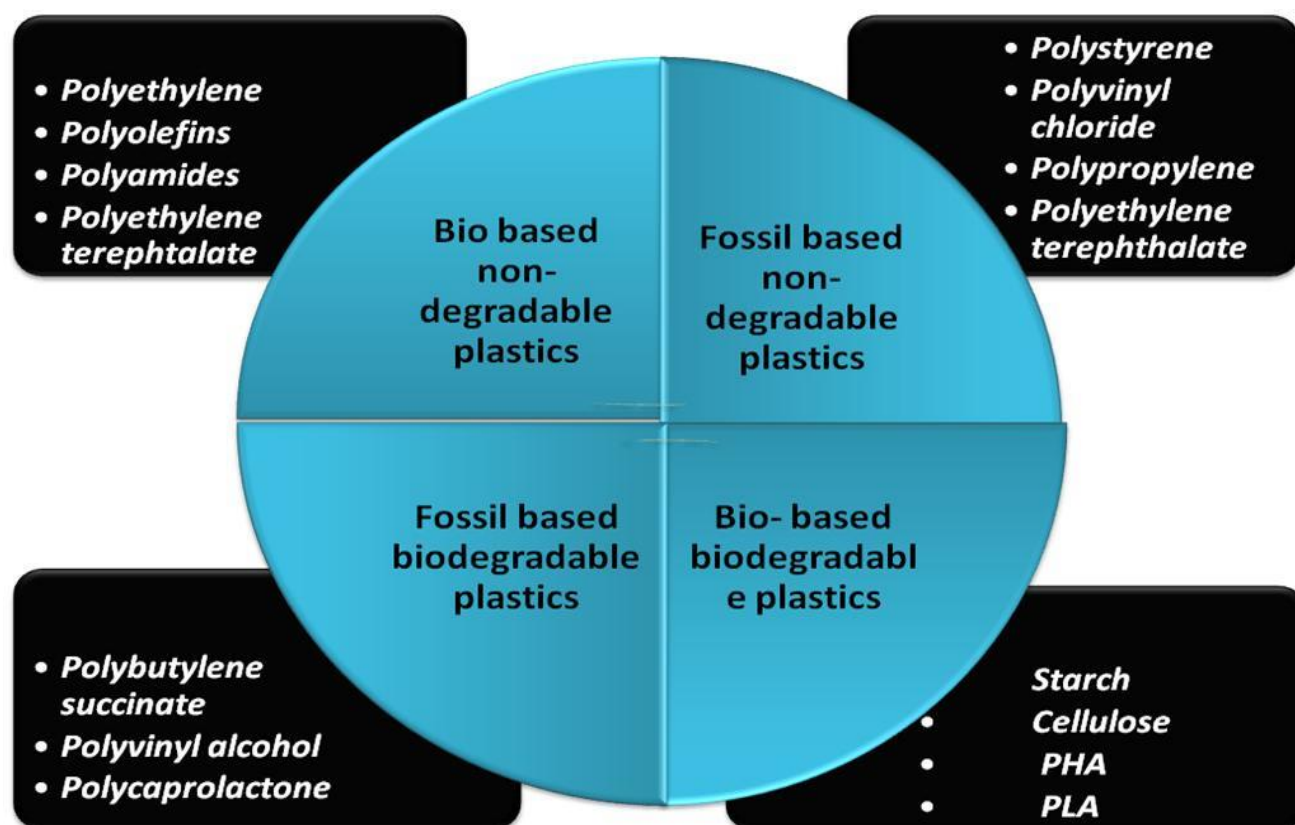 • Polyethylene
• Polyolefins
• Polyamides
• Polyethylene
terephtalate
• Polystyrene
• Polyvinyl
chloride
• Polypropylene
• Polyethylene
terephthalate
Bio based
non-
degradable
plastics
Fossil based
non-
degradable
plastics
Fossil based
biodegradable
plastics
Bio- based
biodegradabl
e plastics
• Polybutylene
succinate
• Polyvinyl alcohol
• Polycaprolactone
Starch
• Cellulose
• PHA
• PLA